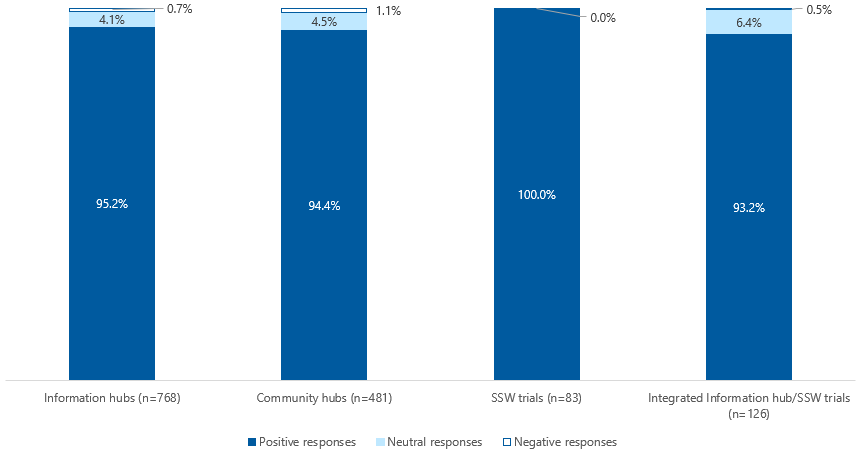 0.7%
4.1%
95.2%
1.1%
4.5%
94.4%
0.0%
100.0%
0.5%
6.4%
93.2%
Information hubs (n=768)
Community hubs (n=481)
SSW trials (n=83)
Integrated Information hub/SSW trials
(n=126)
Positive responses
Neutral responses
Negative responses